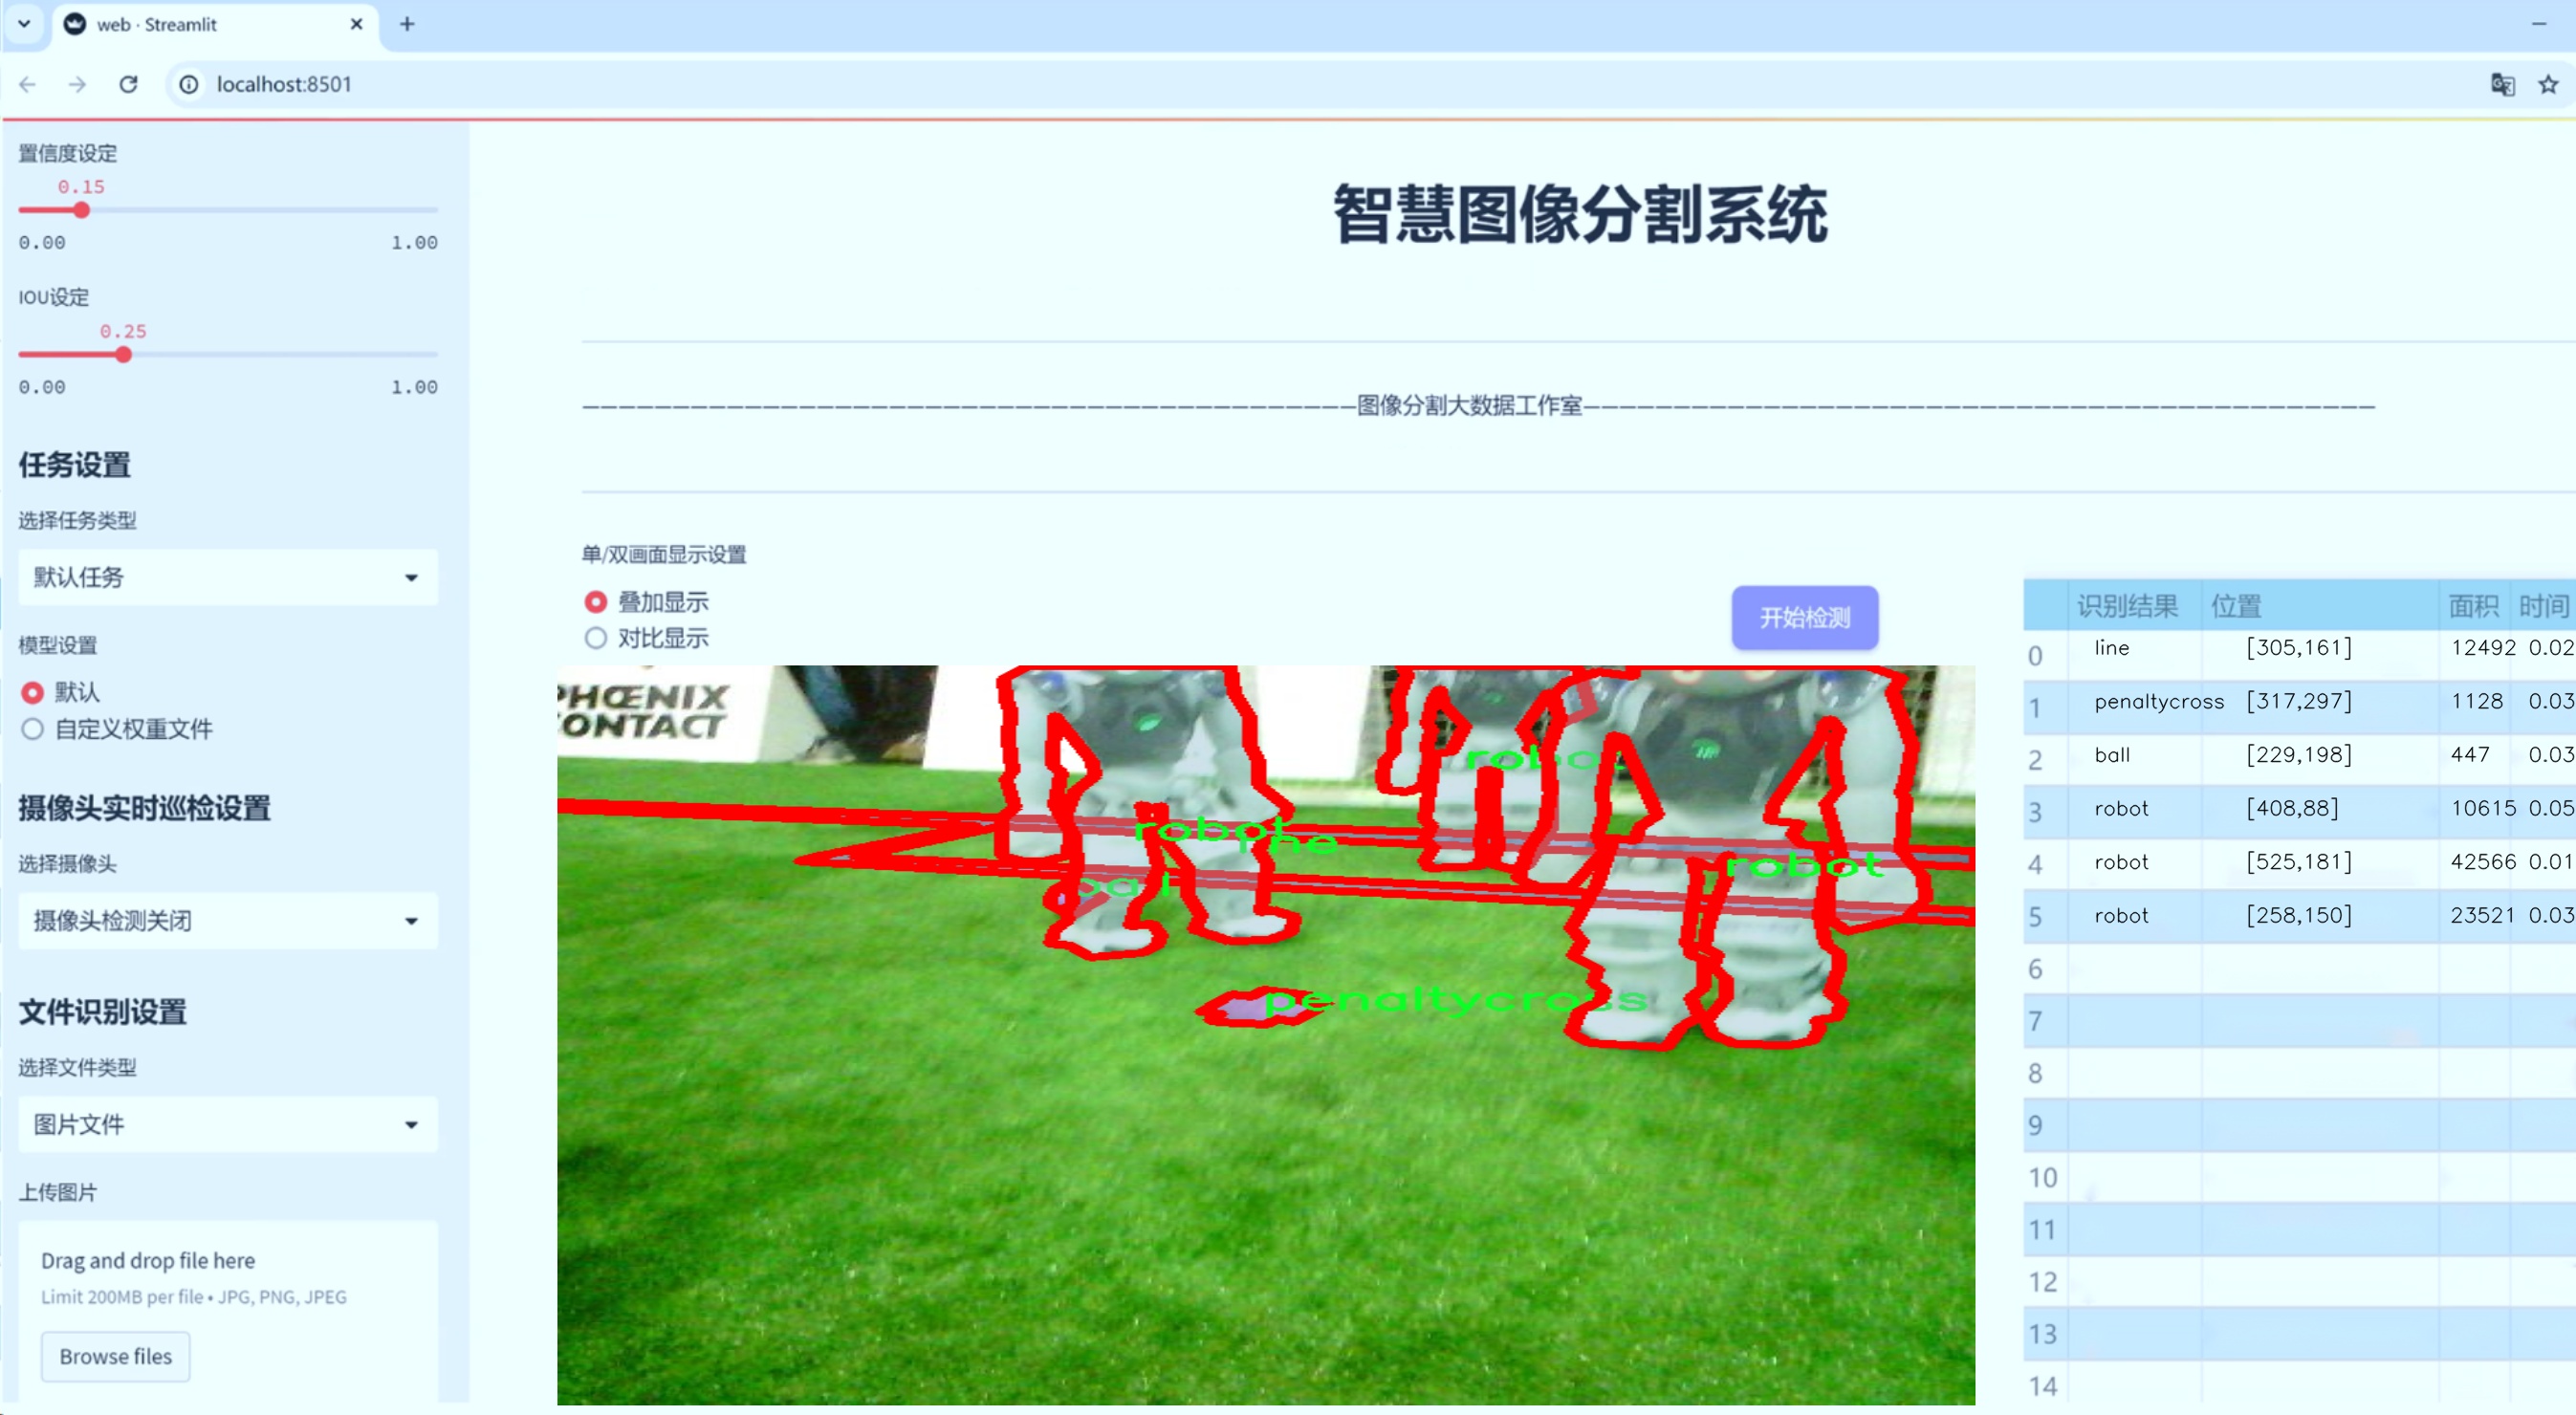 web · Streamlit
localhost:8501
置信度设定
0.15
0.00 1.00
IOU设定
0.25
0.00 1.00
任务设置
选择任务类型
默认任务
模型设置
默认
自定义权重文件
摄像头实时巡检设置
选择摄像头
摄像头检测关闭
文件识别设置
选择文件类型
图片文件
上传图片
Drag and drop file here
Limit 200MB per file • JPG, PNG, JPEG
Browse files
智慧图像分割系统
图像分割大数据工作室
单/双画面显示设置
叠加显示
对比显示
开始检测
PHŒNIX
CONTACT
robot
robot
robot
penaltycross
识别结果 位置 面积 时间
0 line [305,161] 12492 0.02
1 penaltycross [317,297] 1128 0.03
2 ball [229,198] 447 0.03
3 robot [408,88] 10615 0.05
4 robot [525,181] 42566 0.01
5 robot [258,150] 23521 0.03
6
7
8
9
10
11
12
13
14